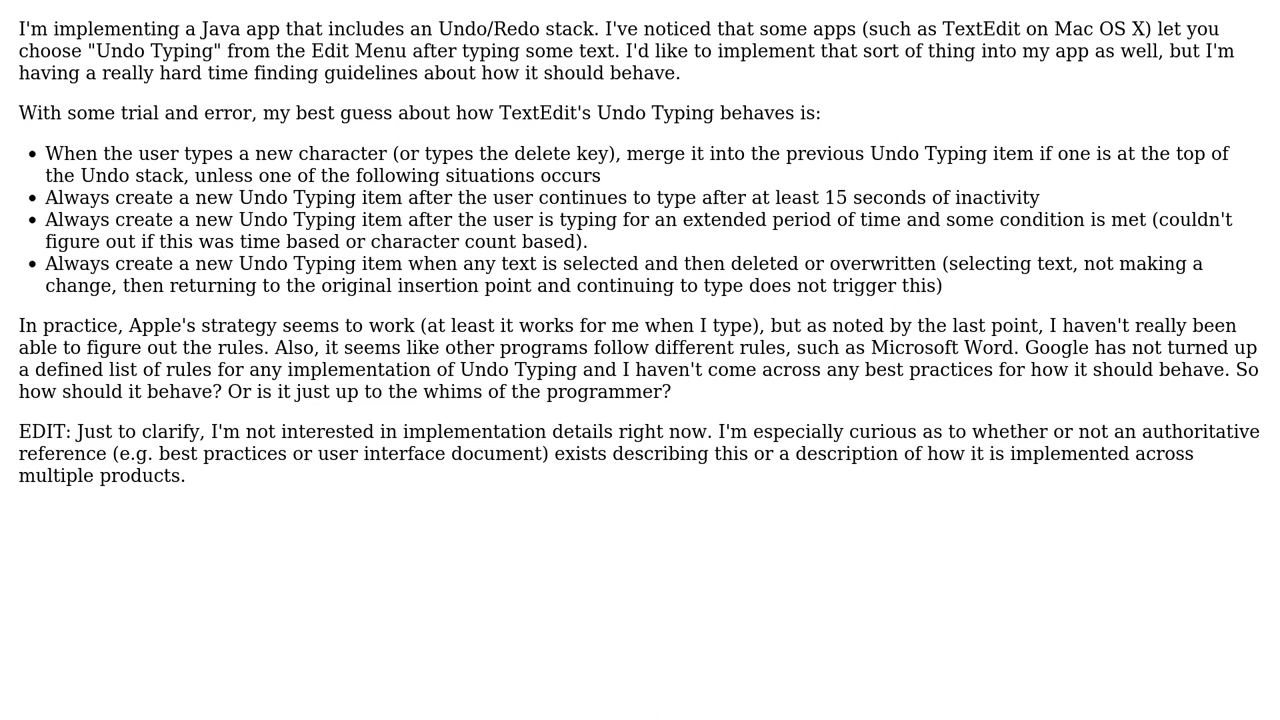 I'm implementing a Java app that includes an Undo/Redo stack. I've noticed that some apps (such as TextEdit on Mac OS X) let you
choose "Undo Typing" from the Edit Menu after typing some text. I'd like to implement that sort of thing into my app as well, but I'm
having a really hard time finding guidelines about how it should behave.
With some trial and error, my best guess about how TextEdit's Undo Typing behaves is:
• When the user types a new character (or types the delete key), merge it into the previous Undo Typing item if one is at the top of
the Undo stack, unless one of the following situations occurs
• Always create a new Undo Typing item after the user continues to type after at least 15 seconds of inactivity
• Always create a new Undo Typing item after the user is typing for an extended period of time and some condition is met (couldn't
figure out if this was time based or character count based).
• Always create a new Undo Typing item when any text is selected and then deleted or overwritten (selecting text, not making a
change, then returning to the original insertion point and continuing to type does not trigger this)
In practice, Apple's strategy seems to work (at least it works for me when I type), but as noted by the last point, I haven't really been
able to figure out the rules. Also, it seems like other programs follow different rules, such as Microsoft Word. Google has not turned up
a defined list of rules for any implementation of Undo Typing and I haven't come across any best practices for how it should behave. So
how should it behave? Or is it just up to the whims of the programmer?
EDIT: Just to clarify, I'm not interested in implementation details right now. I'm especially curious as to whether or not an authoritative
reference (e.g. best practices or user interface document) exists describing this or a description of how it is implemented across
multiple products.